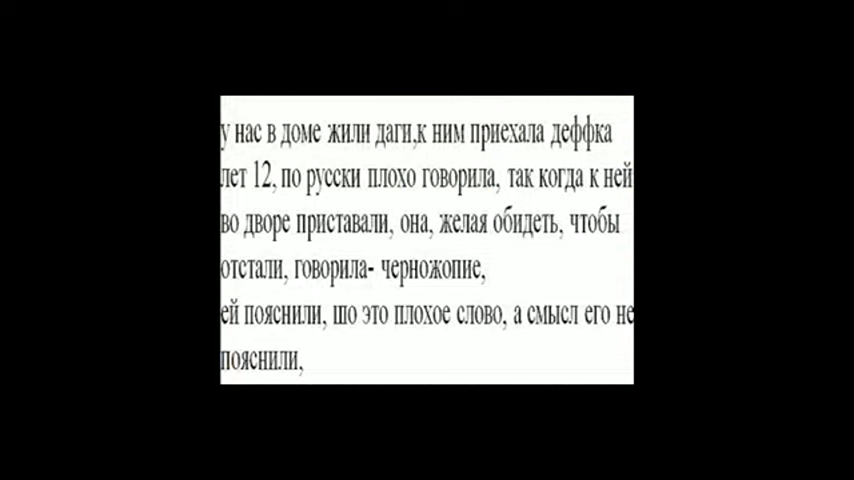 у нас в доме жили даги,к ним приехала деффка
лет 12, по русски плохо говорила, так когда к ней
во дворе приставали, она, желая обидеть, чтобы
отстали, говорила- черножопие,
ей пояснили, шо это плохое слово, а смысл его не
пояснили,